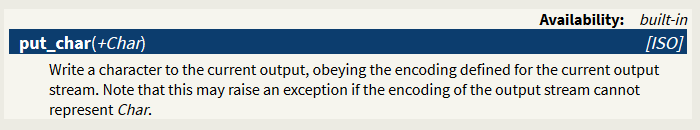 Availability: built-in
put_char(+Char) [ISO]
Write a character to the current output, obeying the encoding defined for the current output
stream. Note that this may raise an exception if the encoding of the output stream cannot
represent Char.